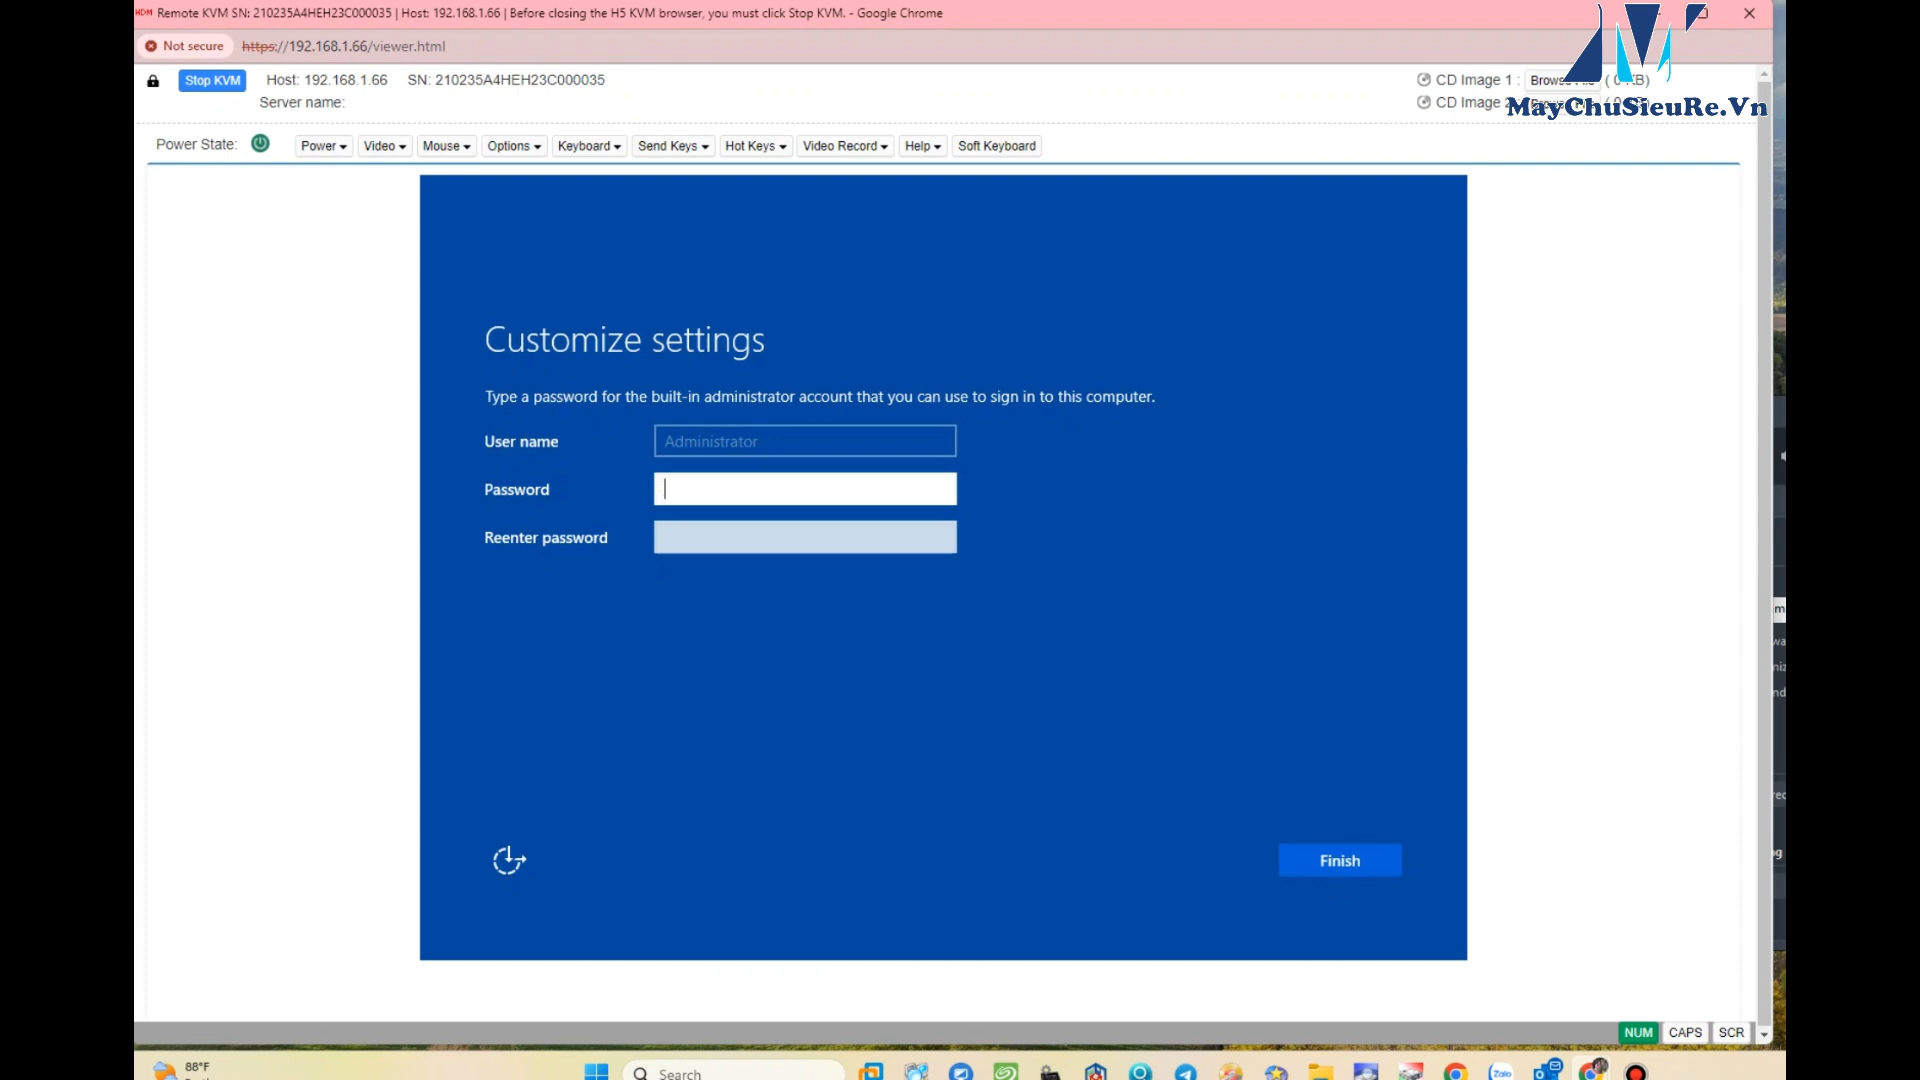 HDM Remote KVM SN: 210235A4HEH23C000035 | Host: 192.168.1.66 | Before closing the H5 KVM browser, you must click Stop KVM. - Google Chrome
Not secure https://192.168.1.66/viewer.html
Stop KVM Host: 192.168.1.66 SN: 210235A4HEH23C000035 CD Image 1 :
Server name: CD Image
MayChuSieuRe.Vn
Power State: Power Video Mouse Options Keyboard Send Keys Hot Keys Video Record Help Soft Keyboard
Customize settings
Type a password for the built-in administrator account that you can use to sign in to this computer.
User name Administrator
Password
Reenter password
Finish
NUM CAPS SCR
88°F
Search
Zalo